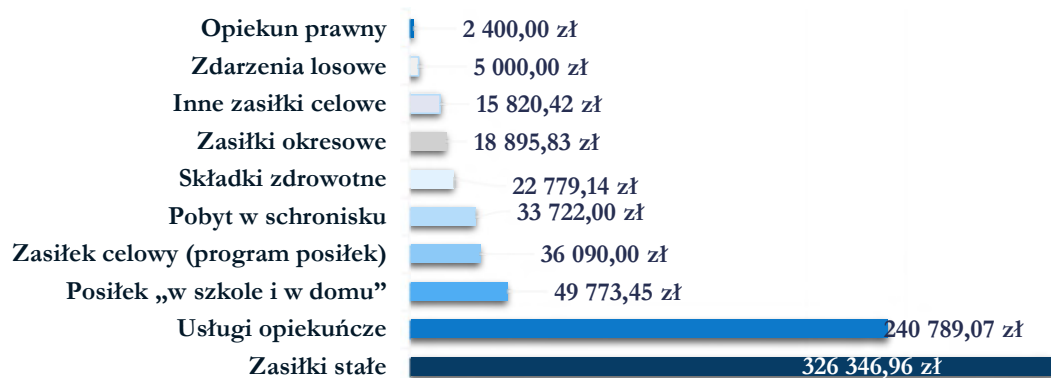 Opiekun prawny 2 400,00 zł
Zdarzenia losowe 5 000,00 zł
Inne zasiłki celowe 15 820,42 zł
Zasiłki okresowe 18 895,83 zł
Składki zdrowotne 22 779,14 zł
Pobyt w schronisku 33 722,00 zł
Zasiłek celowy (program posiłek) 36 090,00 zł
Posiłek „w szkole i w domu” 49 773,45 zł
Usługi opiekuńcze 240 789,07 zł
Zasiłki stałe 326 346,96 zł